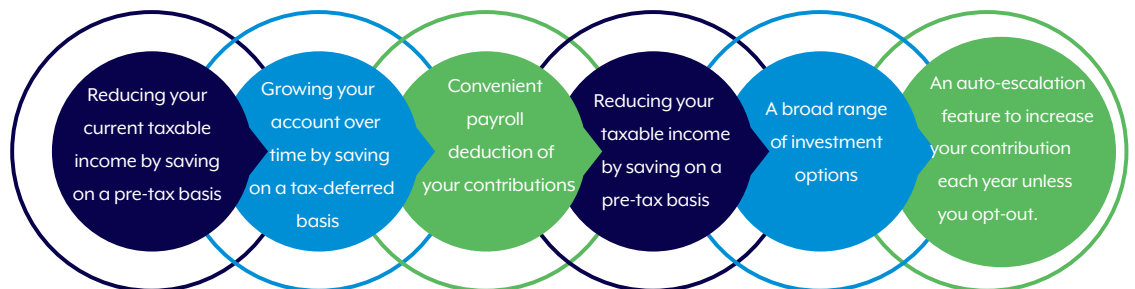 Reducing your
current taxable
income by saving
on a pre-tax basis
Growing your
account over
time by saving
on a tax-deferred
basis
Convenient
payroll
deduction of
your contributions
Reducing your
taxable income
by saving on a
pre-tax basis
A broad range
of investment
options
An auto-escalation
feature to increase
your contribution
each year unless
you opt-out.